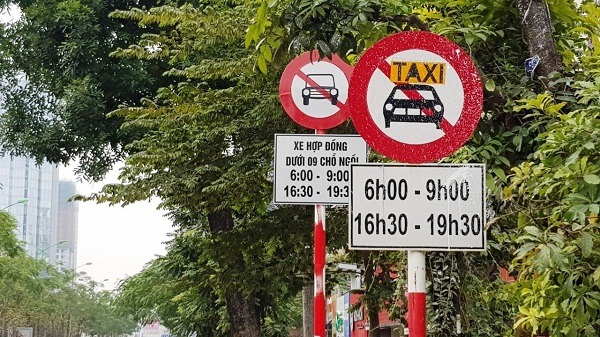 XE HỢP ĐỒNG
DƯỚI 09 CHỖ NGỒI
6:00 - 9:00
16:30 - 19:3
TAXI
6h00 - 9h00
16h30 - 19h30